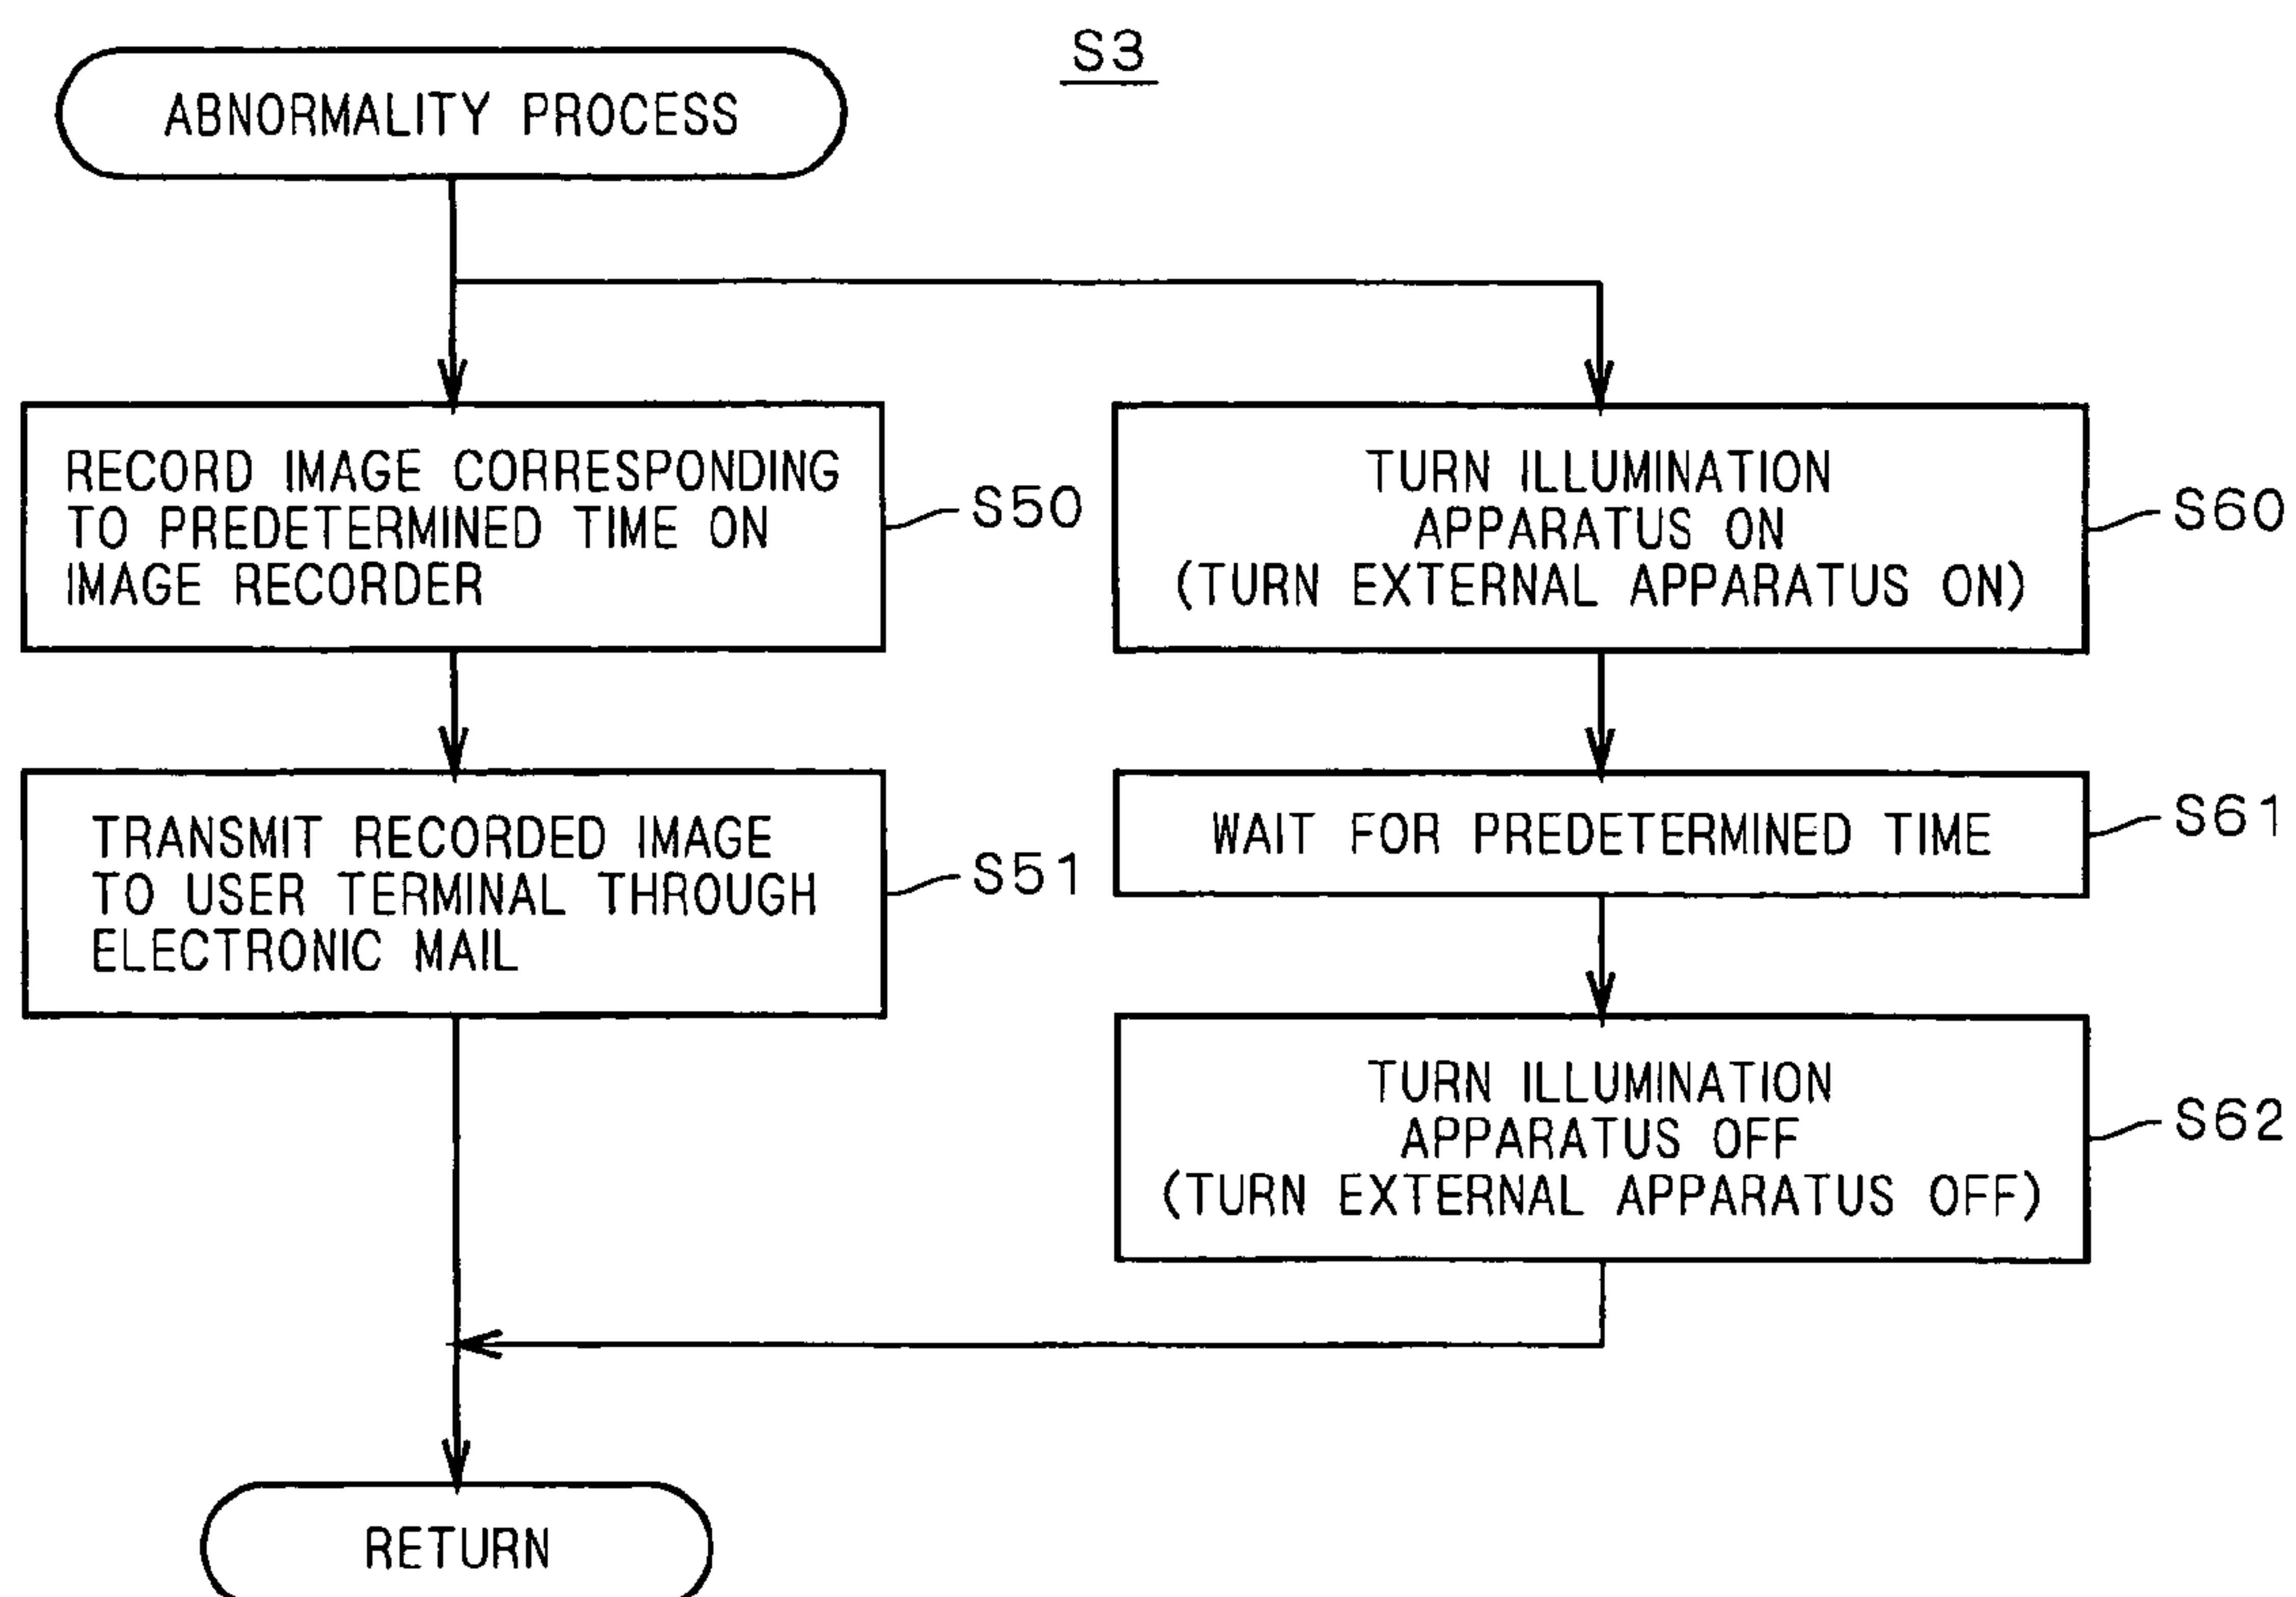 S3
ABNORMALITY PROCESS
RECORD IMAGE CORRESPONDING
TO PREDETERMINED TIME ON
IMAGE RECORDER
S50
TURN ILLUMINATION
APPARATUS ON
(TURN EXTERNAL APPARATUS ON)
S60
TRANSMIT RECORDED IMAGE
TO USER TERMINAL THROUGH
ELECTRONIC MAIL
S51
WAIT FOR PREDETERMINED TIME
S61
TURN ILLUMINATION
APPARATUS OFF
(TURN EXTERNAL APPARATUS OFF)
S62
RETURN